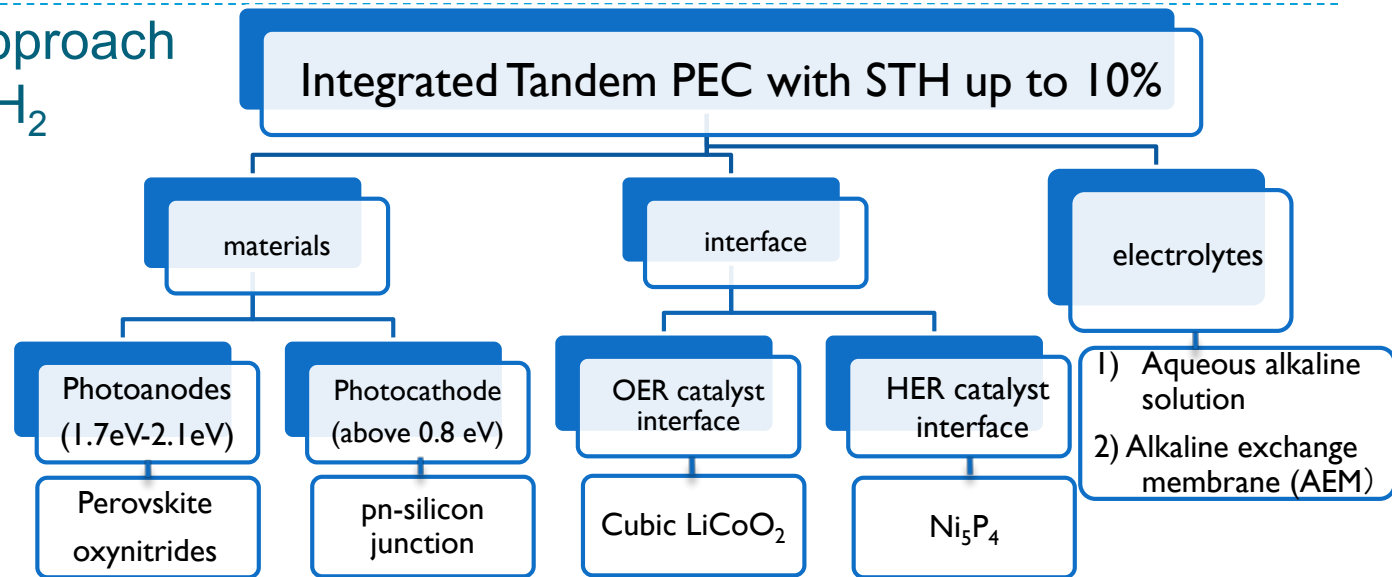 Integrated Tandem PEC with STH up to 10%
H₂
materials
interface
electrolytes
Photoanodes
(1.7eV-2.1eV)
Photocathode
(above 0.8 eV)
OER catalyst
interface
HER catalyst
interface
1) Aqueous alkaline
solution
2) Alkaline exchange
membrane (AEM）
Perovskite
oxynitrides
pn-silicon
junction
Cubic LiCoO₂
Ni₅P₄